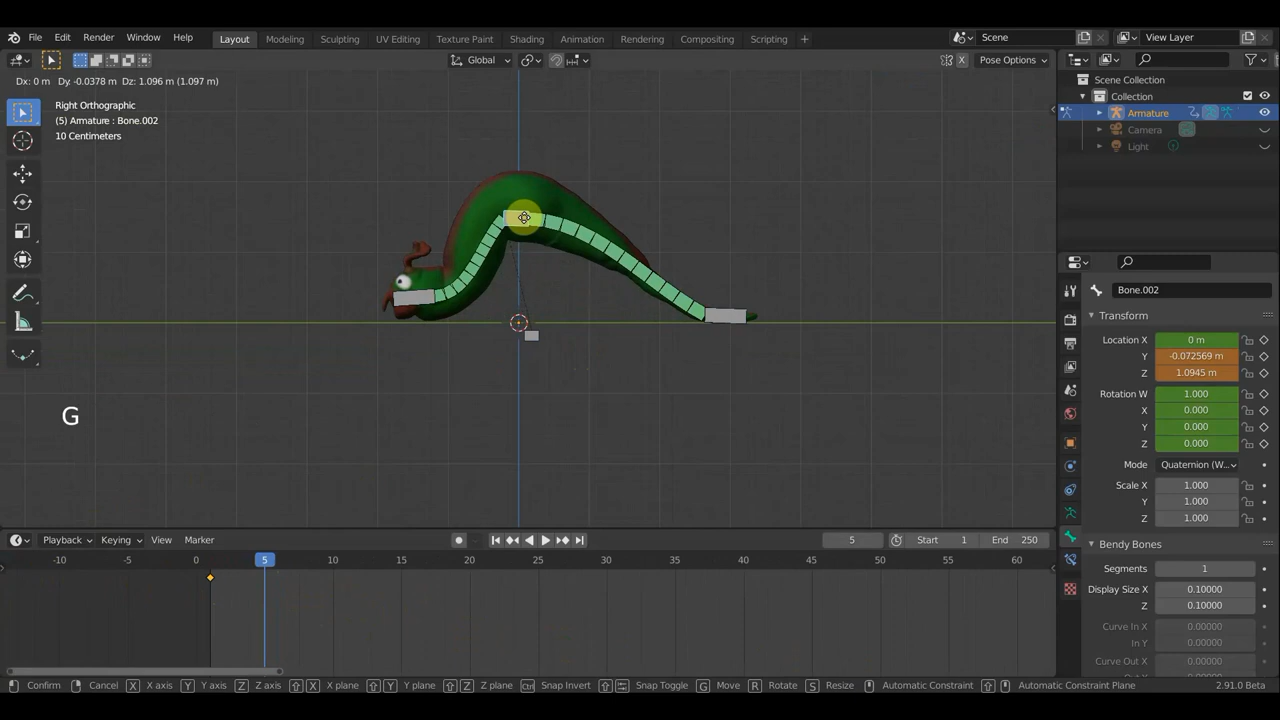 File Edit Render Window Help Layout Modeling Sculpting UV Editing Texture Paint Shading Animation Rendering Compositing Scripting + Scene View Layer
Global Pose Options
Dx: 0 m Dy: -0.0378 m Dz: 1.096 m (1.097 m)
Right Orthographic
(5) Armature : Bone.002
10 Centimeters
G
Scene Collection
Collection
Armature
Camera
Light
Bone.002
Transform
Location X 0 m
Y -0.072569 m
Z 1.0945 m
Rotation W 1.000
X 0.000
Y 0.000
Z 0.000
Mode Quaternion (W...
Scale X 1.000
Y 1.000
Z 1.000
Bendy Bones
Segments 1
Display Size X 0.10000
Z 0.10000
Curve In X 0.00000
In Y 0.00000
Curve Out X 0.00000
Playback Keying View Marker 5 Start 1 End 250
-10 -5 0 5 10 15 20 25 30 35 40 45 50 55 60
Confirm R Cancel X X axis Y Y axis Z Z axis X X plane Y Y plane Z Z plane Ctrl Snap Invert Snap Toggle G Move R Rotate S Resize Automatic Constraint Automatic Constraint Plane 2.91.0 Beta